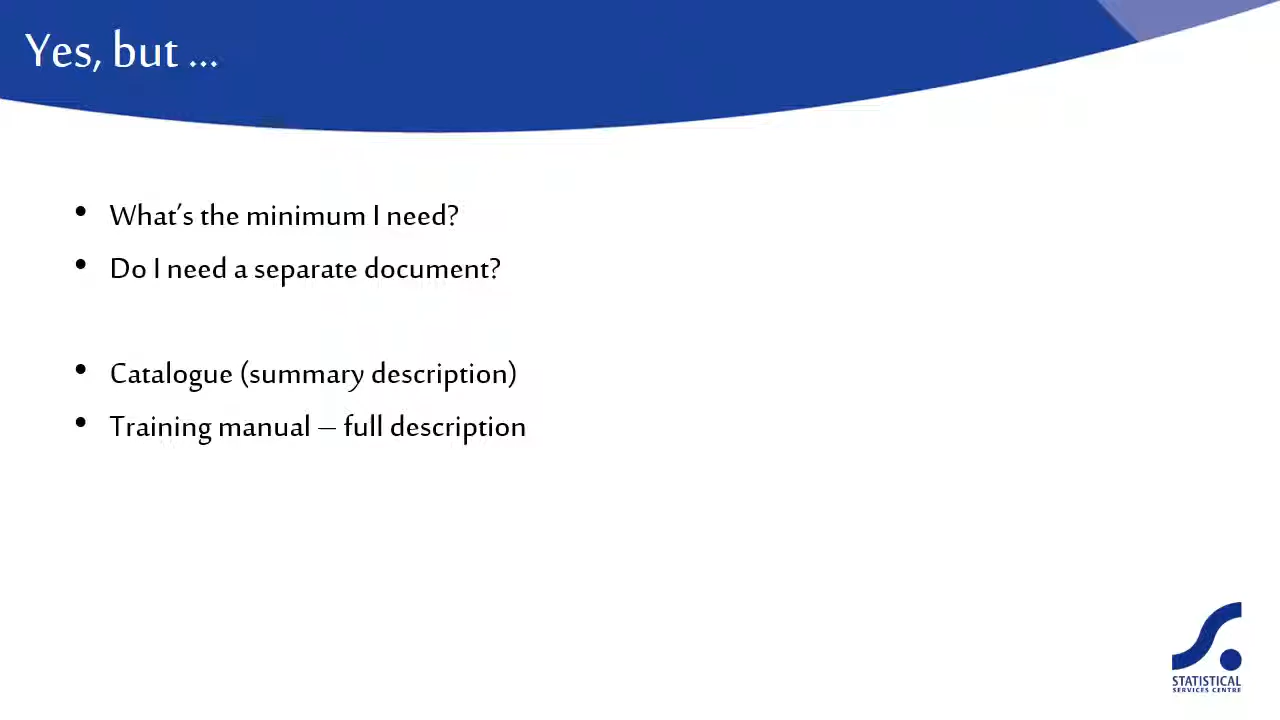 Yes, but ...
• What's the minimum I need?
• Do I need a separate document?
• Catalogue (summary description)
• Training manual – full description
STATISTICAL
SERVICES CENTRE